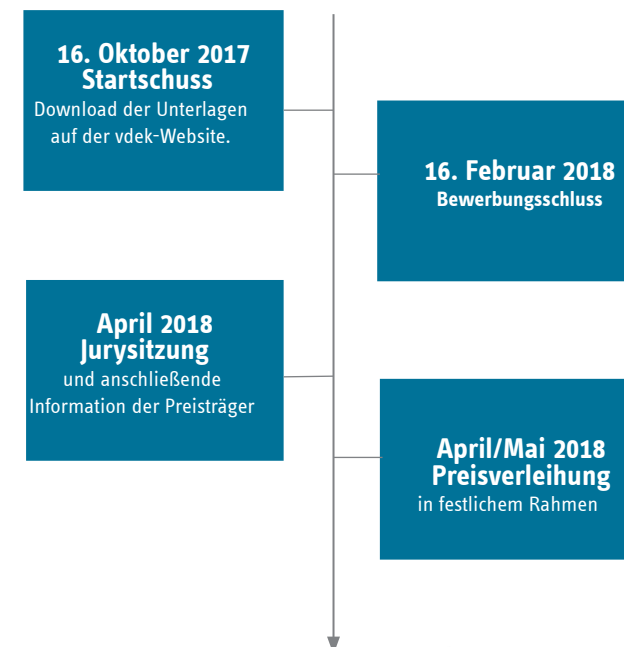 16. Oktober 2017
Startschuss
Download der Unterlagen
auf der vdek-Website.
16. Februar 2018
Bewerbungsschluss
April 2018
Jurysitzung
und anschließende
Information der Preisträger
April/Mai 2018
Preisverleihung
in festlichem Rahmen